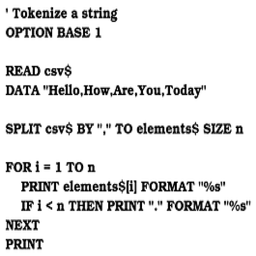 ' Tokenize a string
OPTION BASE 1
READ csv$
DATA "Hello,How,Are,You,Today"
SPLIT csv$ BY "," TO elements$ SIZE n
FOR i = 1 TO n
PRINT elements$[i] FORMAT "%s"
IF i < n THEN PRINT "." FORMAT "%s"
NEXT
PRINT